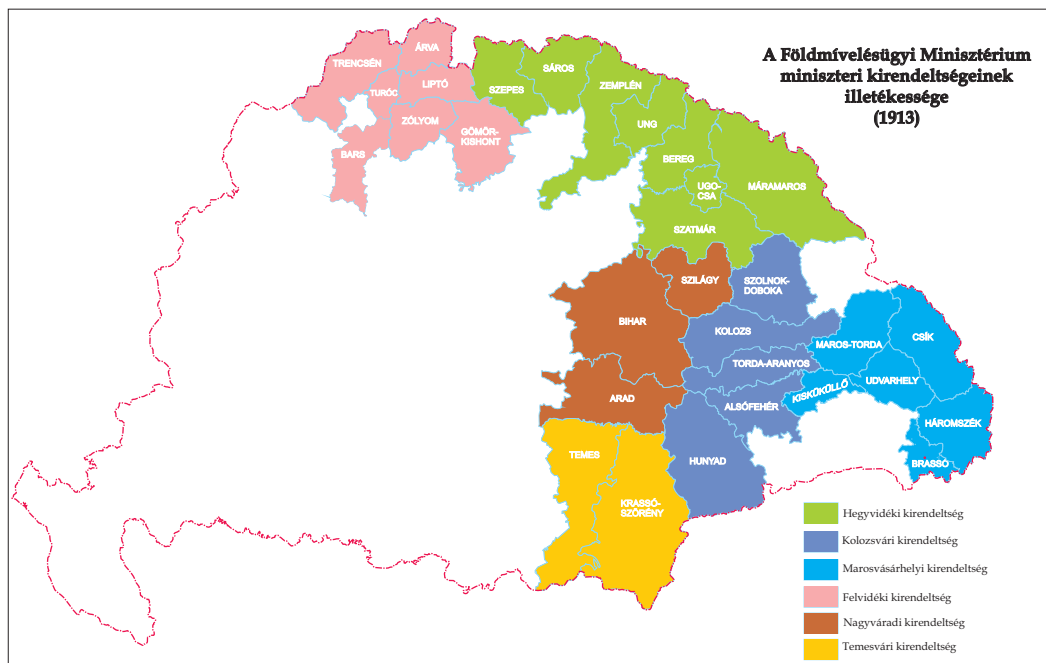 A Földmívelésügyi Minisztérium
miniszteri kirendeltségeinek
illetékessége
(1913)
ÁRVA
TRENCSÉN
SÁROS
LIPTÓ
TURÓC
SZEPES
ZEMPLÉN
ZÓLYOM
UNG
GÖMÖR-
KISHONT
BARS
BEREG
UGO-
CSA
MÁRAMAROS
SZATMÁR
SZILÁGY
SZOLNOK-
DOBOKA
BIHAR
KOLOZS
MAROS-TORDA
CSÍK
TORDA-ARANYOS
UDVARHELY
KISKÜKÜLLŐ
ARAD
ALSÓFEHÉR
HÁROMSZÉK
TEMES
HUNYAD
BRASSÓ
KRASSÓ-
SZÖRÉNY
Hegyvidéki kirendeltség
Kolozsvári kirendeltség
Marosvásárhelyi kirendeltség
Felvidéki kirendeltség
Nagyváradi kirendeltség
Temesvári kirendeltség